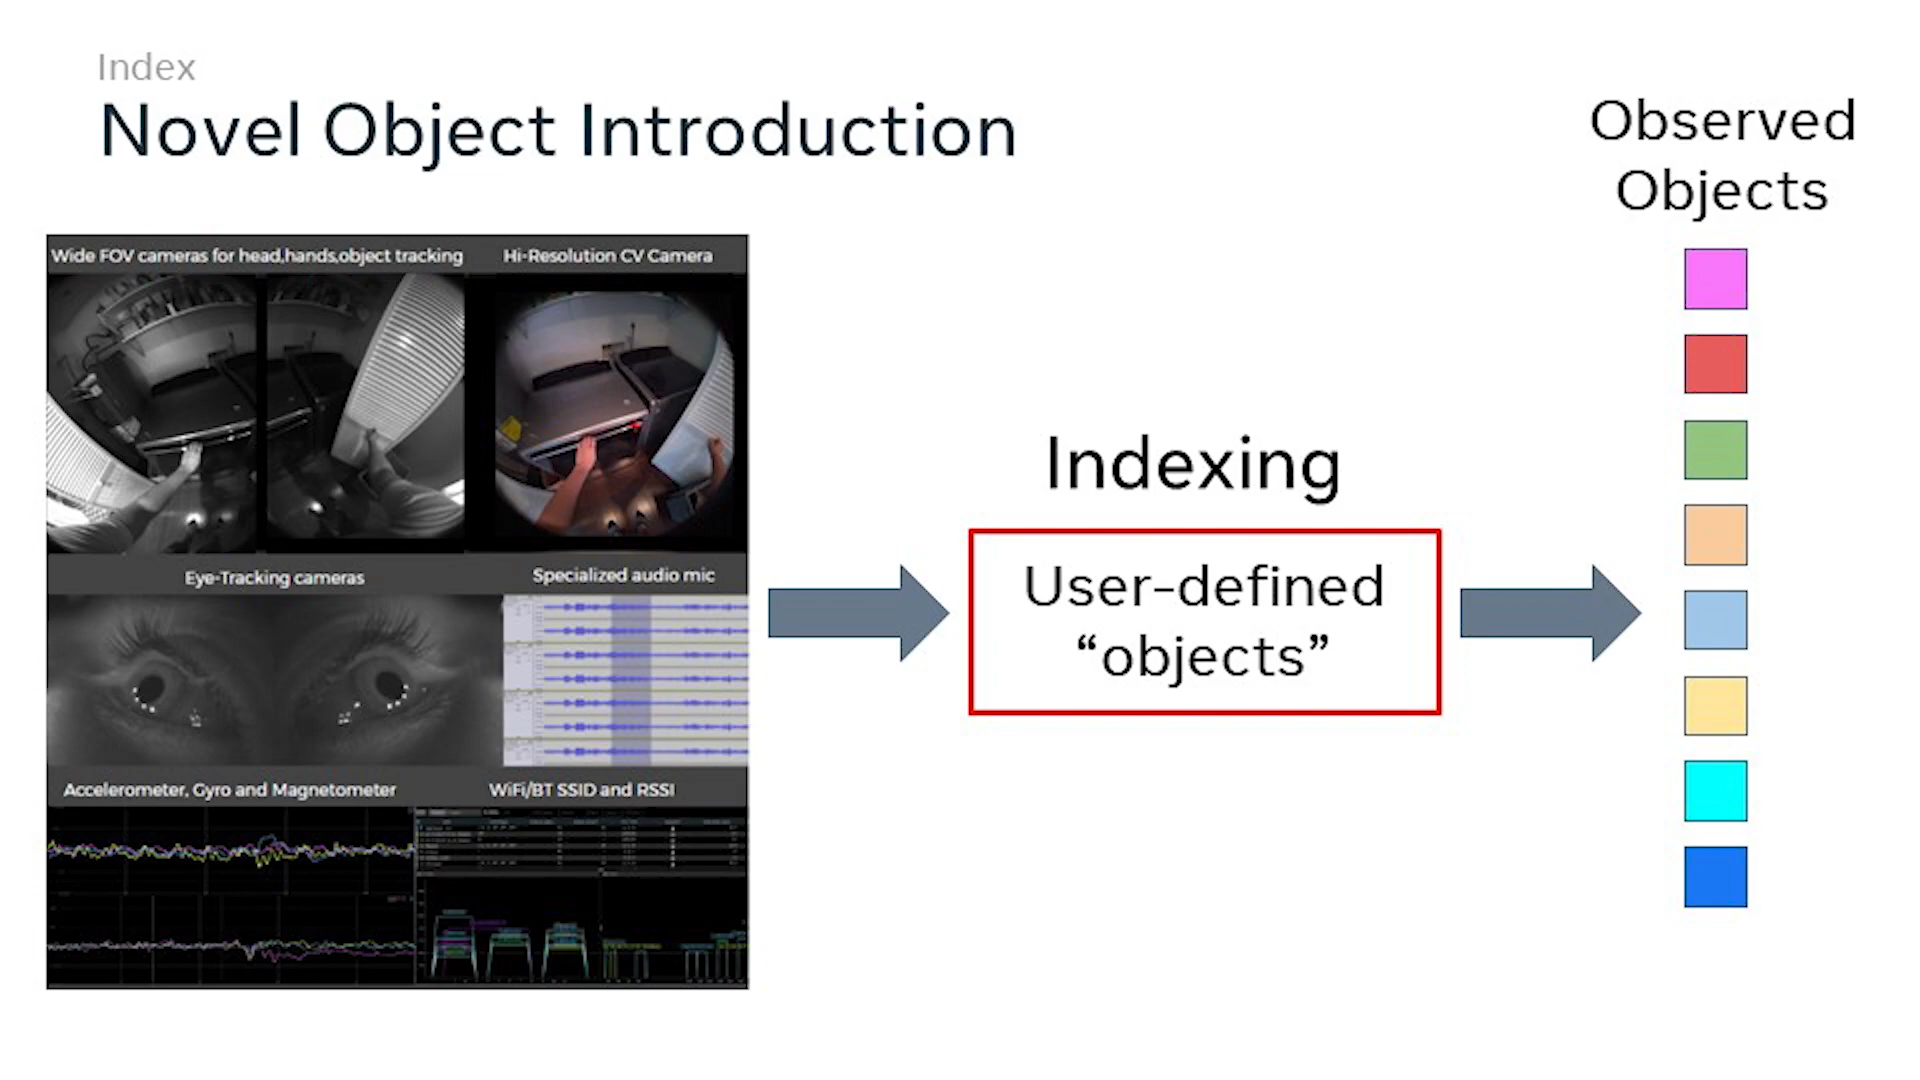 Index
Novel Object Introduction
Observed
Objects
Wide FOV cameras for head,hands,object tracking
Hi-Resolution CV Camera
Eye-Tracking cameras
Specialized audio mic
Accelerometer, Gyro and Magnetometer
WiFi/BT SSID and RSSI
Indexing
User-defined
“objects”